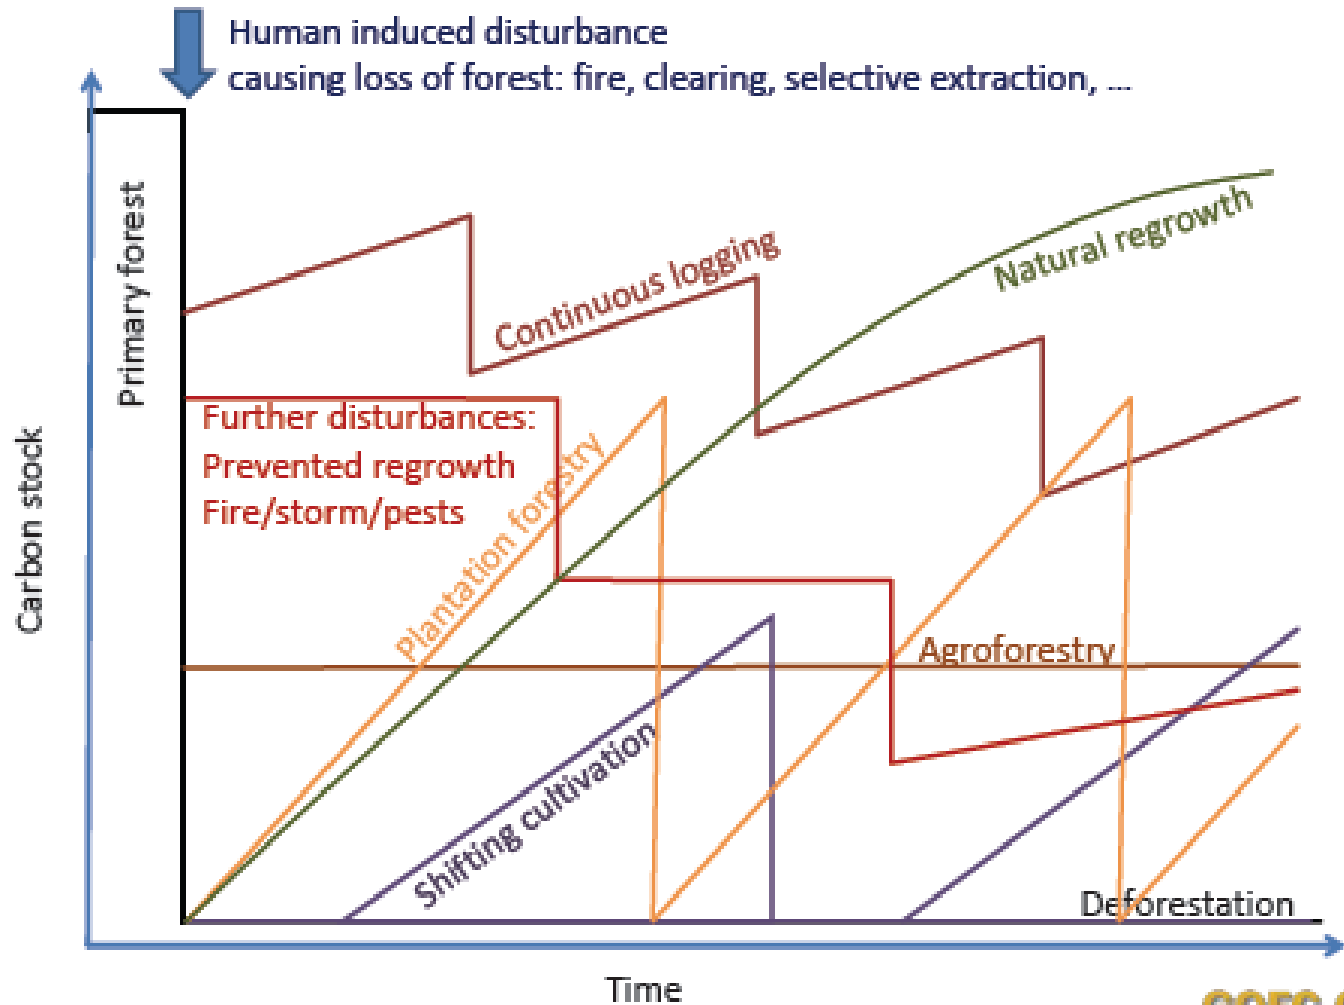 Human induced disturbance
causing loss of forest: fire, clearing, selective extraction, ...
Primary forest
Carbon stock
Continuous logging
Natural regrowth
Further disturbances:
Prevented regrowth
Fire/storm/pests
Plantation forestry
Agroforestry
Shifting cultivation
Deforestation
Time